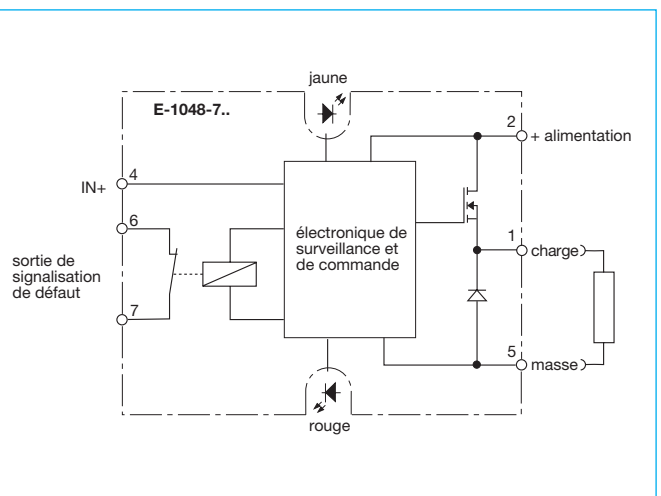 jaune
E-1048-7..
2
+ alimentation
4
IN+
6
électronique de
surveillance et
de commande
1
charge
sortie de
signalisation
de défaut
7
5
masse
rouge